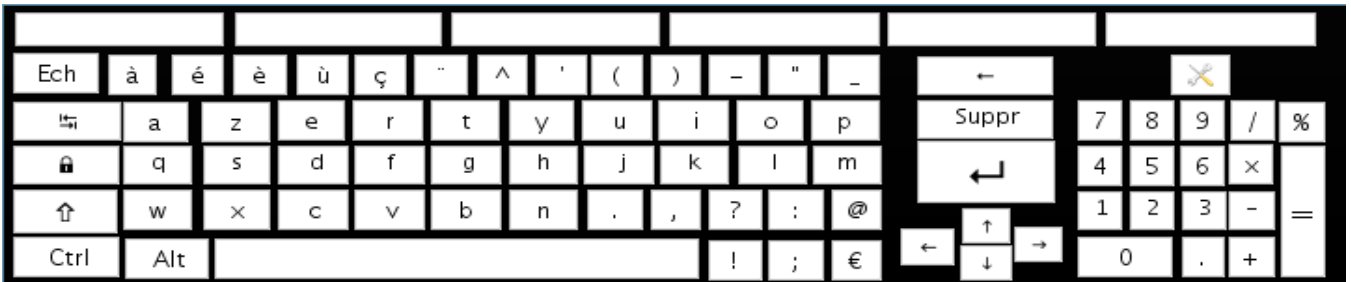 Ech à é è ù ç ¨ ^ ' ( ) – " _ ←
↹ a z e r t y u i o p Suppr 7 8 9 / %
q s d f g h j k l m ↵ 4 5 6 ×
⇧ w x c v b n . , ? : @ ↑ 1 2 3 – =
Ctrl Alt ! ; € ← ↓ → 0 . +